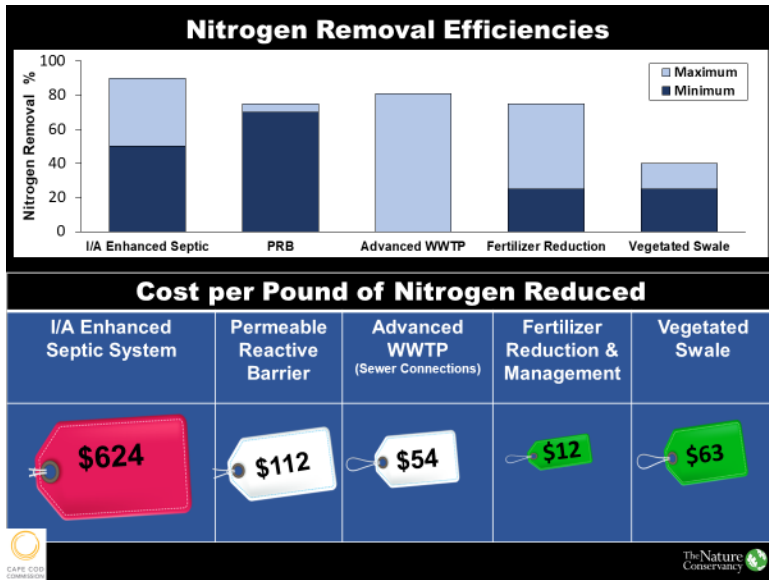 Nitrogen Removal Efficiencies
Nitrogen Removal %
100
80
60
40
20
0
Maximum
Minimum
I/A Enhanced Septic
PRB
Advanced WWTP
Fertilizer Reduction
Vegetated Swale
Cost per Pound of Nitrogen Reduced
I/A Enhanced
Septic System
Permeable
Reactive
Barrier
Advanced
WWTP
(Sewer Connections)
Fertilizer
Reduction &
Management
Vegetated
Swale
$624
$112
$54
$12
$63
CAPE COD
COMMISSION
The Nature
Conservancy